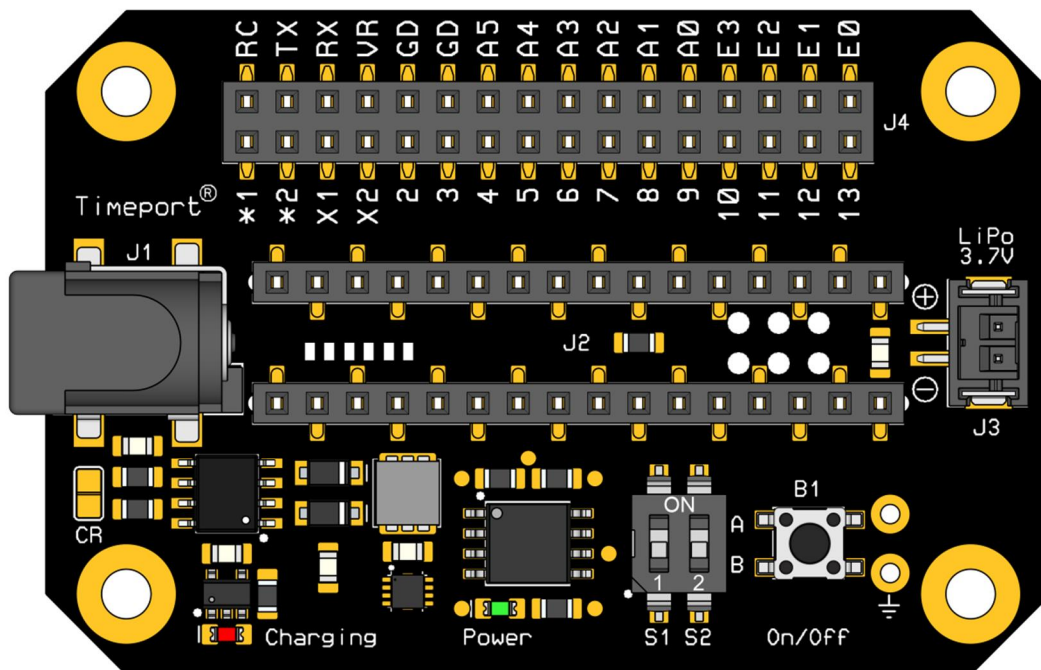 RC TX RX VR GD GD A5 A4 A3 A2 A1 A0 E3 E2 E1 E0
J4
*1 *2 X1 X2 2 3 4 5 6 7 8 9 10 11 12 13
Timeport®
J1
LiPo
3.7V
+
J2
-
J3
CR
ON
1 2
B1
A
B
Charging
Power
S1 S2
On/Off